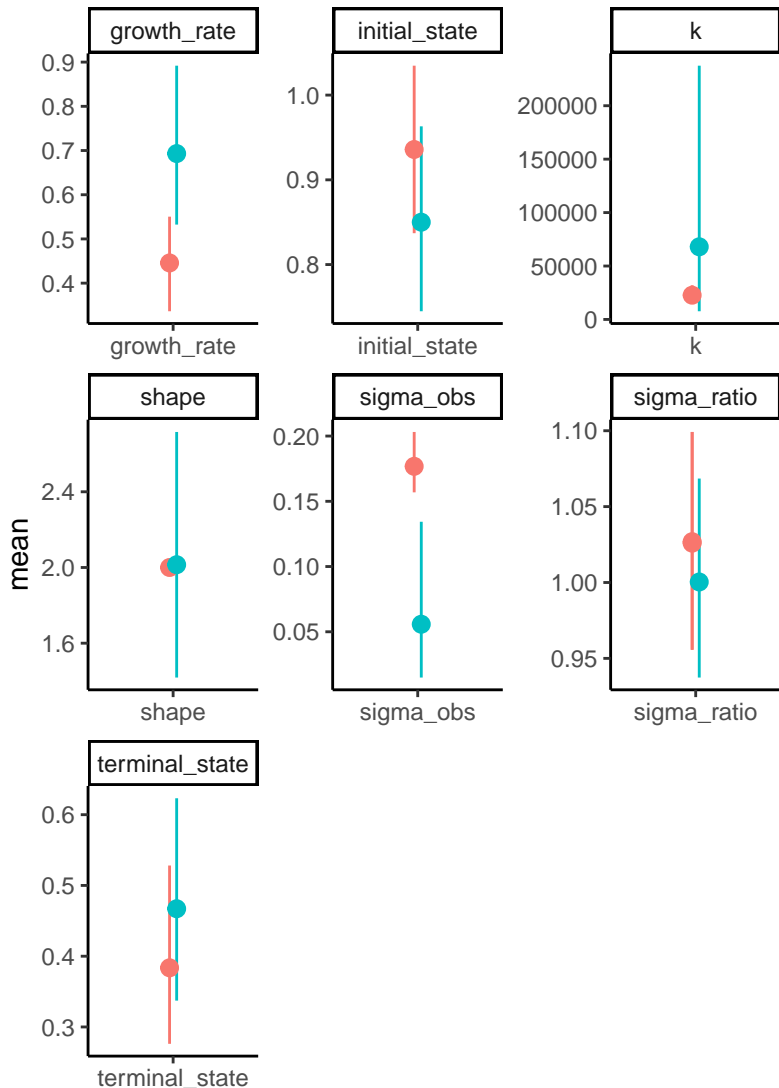 growth_rate
0.9
0.8
0.7
0.6
0.5
0.4
growth_rate
initial_state
1.0
0.9
0.8
initial_state
k
200000
150000
100000
50000
0
k
mean
shape
2.4
2.0
1.6
shape
sigma_obs
0.20
0.15
0.10
0.05
sigma_obs
sigma_ratio
1.10
1.05
1.00
0.95
sigma_ratio
terminal_state
0.6
0.5
0.4
0.3
terminal_state